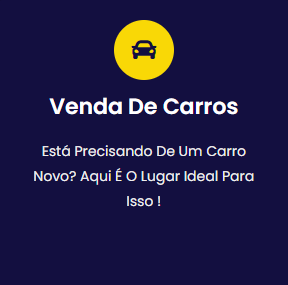 Venda De Carros
Está Precisando De Um Carro
Novo? Aqui É O Lugar Ideal Para
Isso !